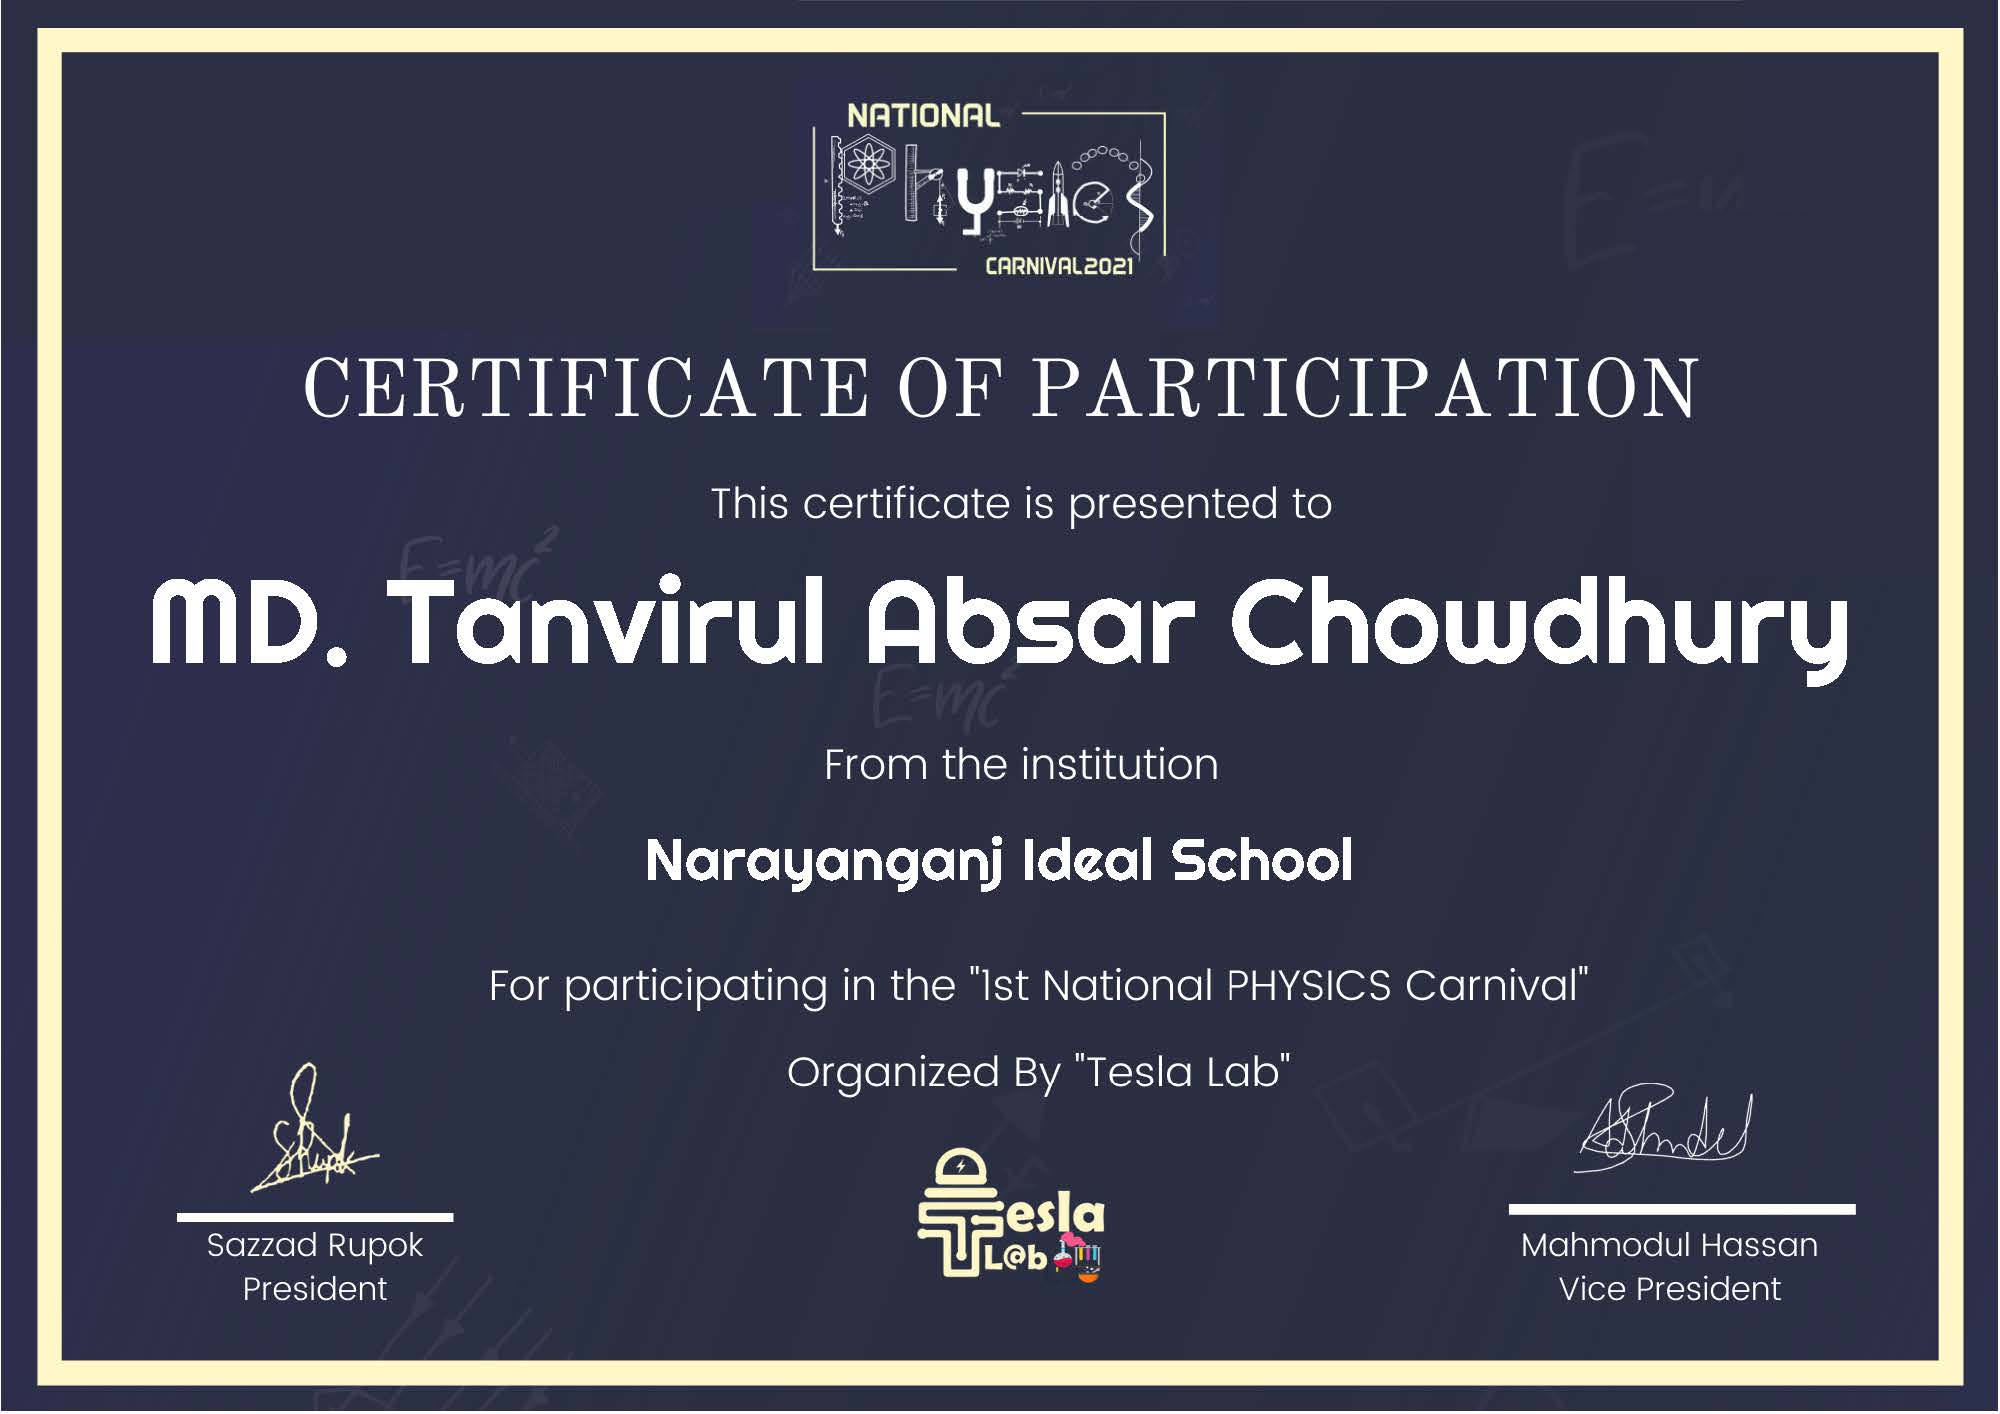 NATIONAL
Physics
CARNIVAL2021
CERTIFICATE OF PARTICIPATION
This certificate is presented to
E=mc²
MD. Tanvirul Absar Chowdhury
E=mc²
From the institution
Narayanganj Ideal School
For participating in the "1st National PHYSICS Carnival"
Organized By "Tesla Lab"
Tesla
L@b
Sazzad Rupok
President
Mahmodul Hassan
Vice President